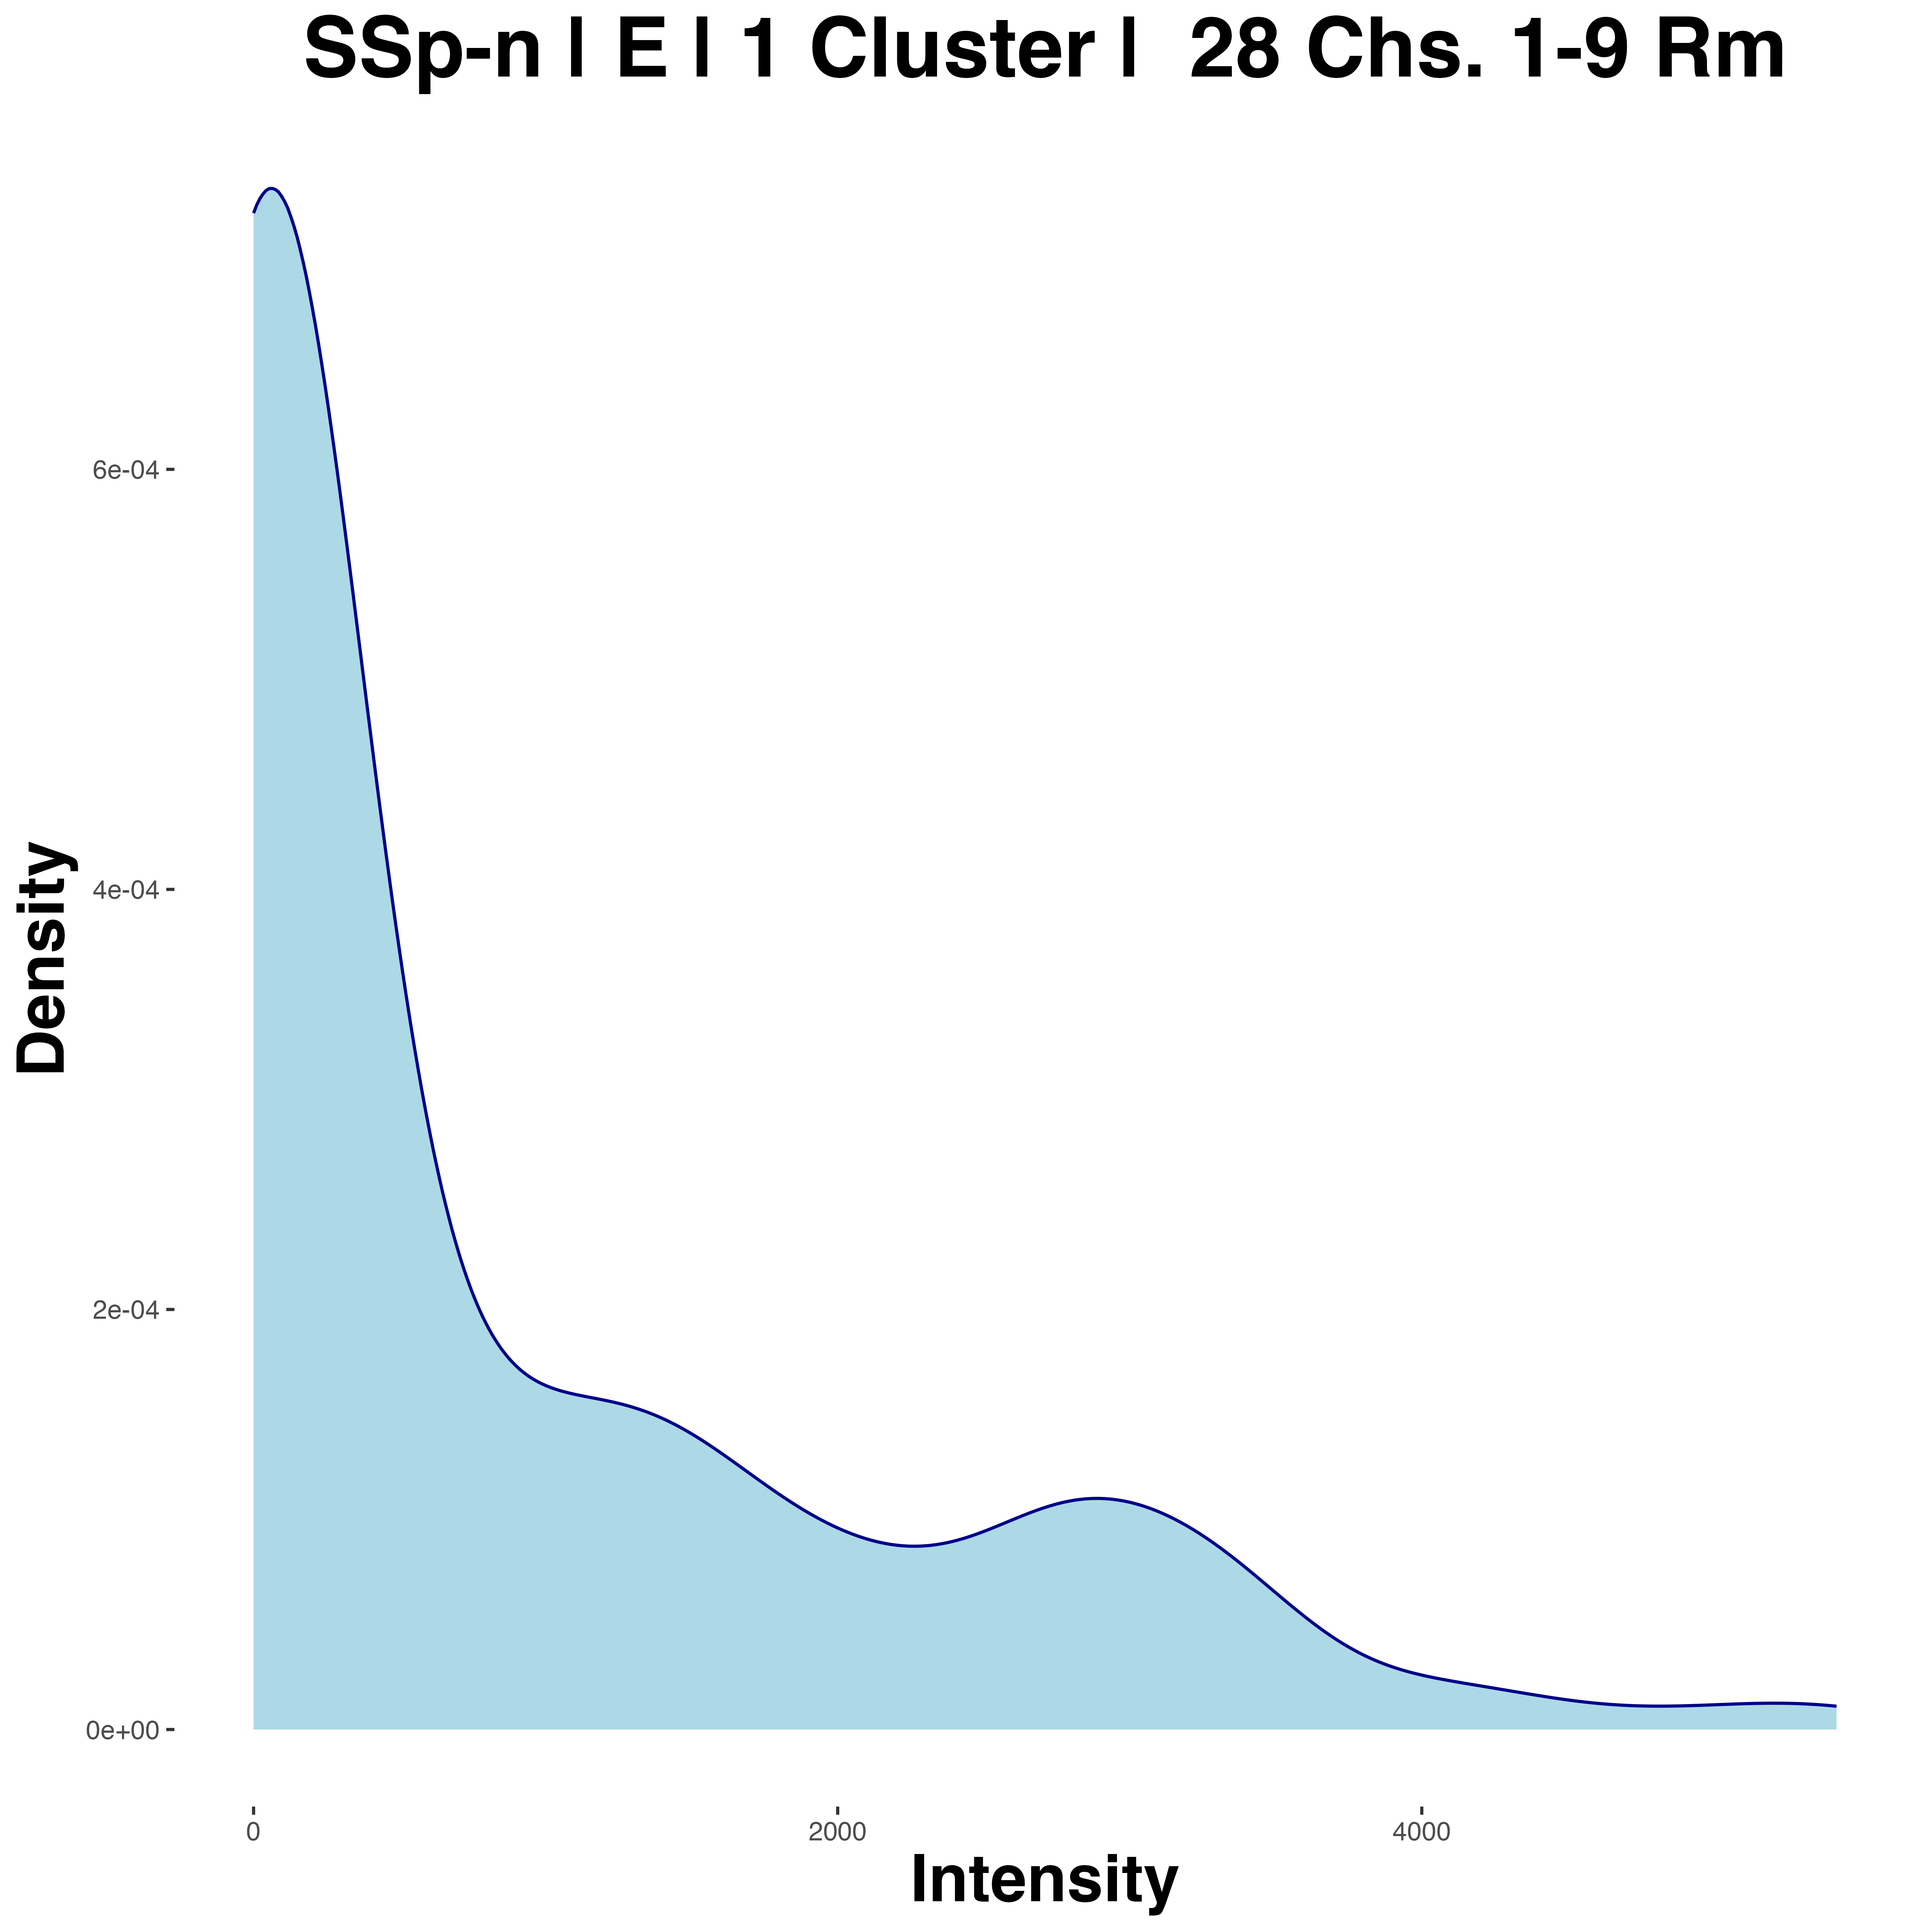 SSp-n | E | 1 Cluster | 28 Chs. 1-9 Rm
6e-04
4e-04
2e-04
0e+00
Density
0 2000 4000
Intensity